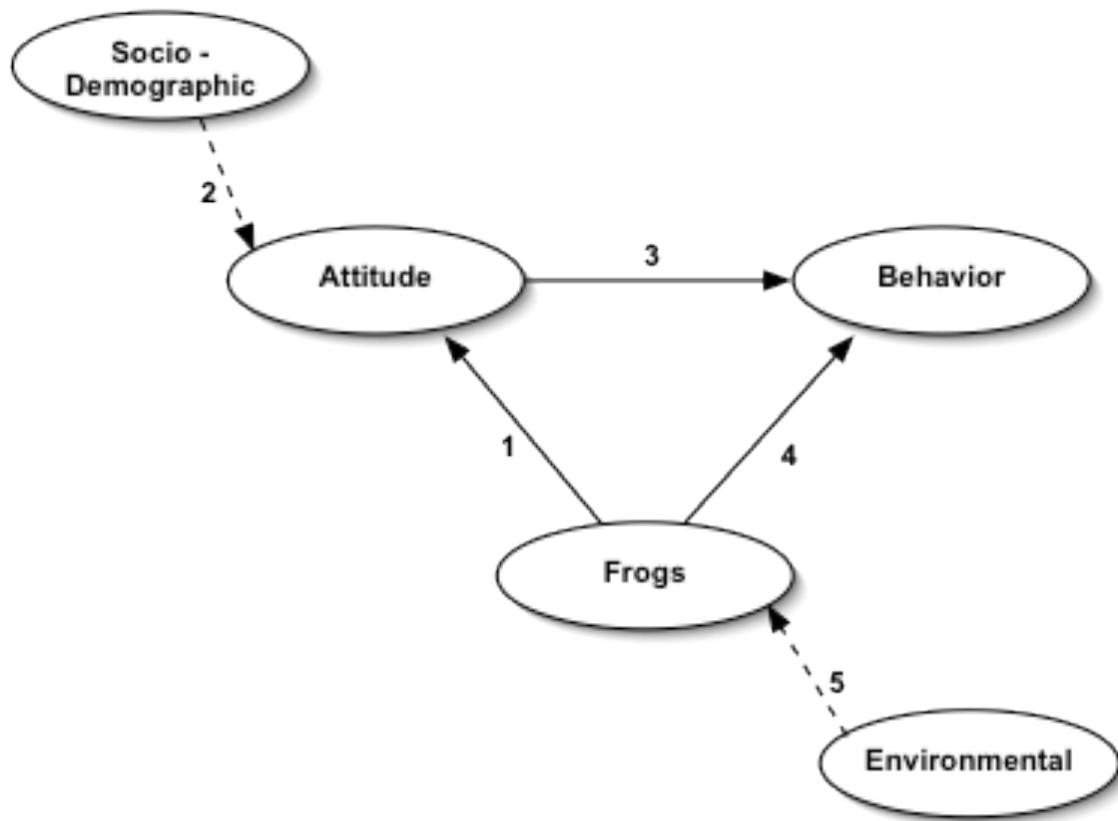 Socio -
Demographic
2
Attitude
3
Behavior
1
4
Frogs
5
Environmental